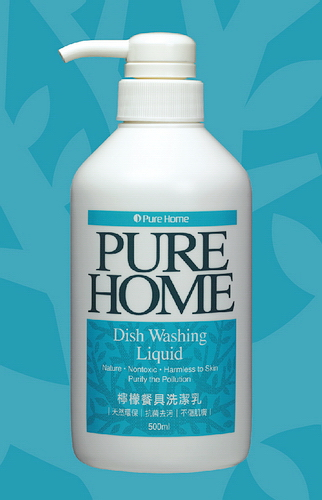 Pure Home
PURE
HOME
Dish Washing
Liquid
Nature · Nontoxic · Harmless to Skin
Purify the Pollution
檸檬餐具洗潔乳
|天然環保|抗菌去污|不傷肌膚|
500ml